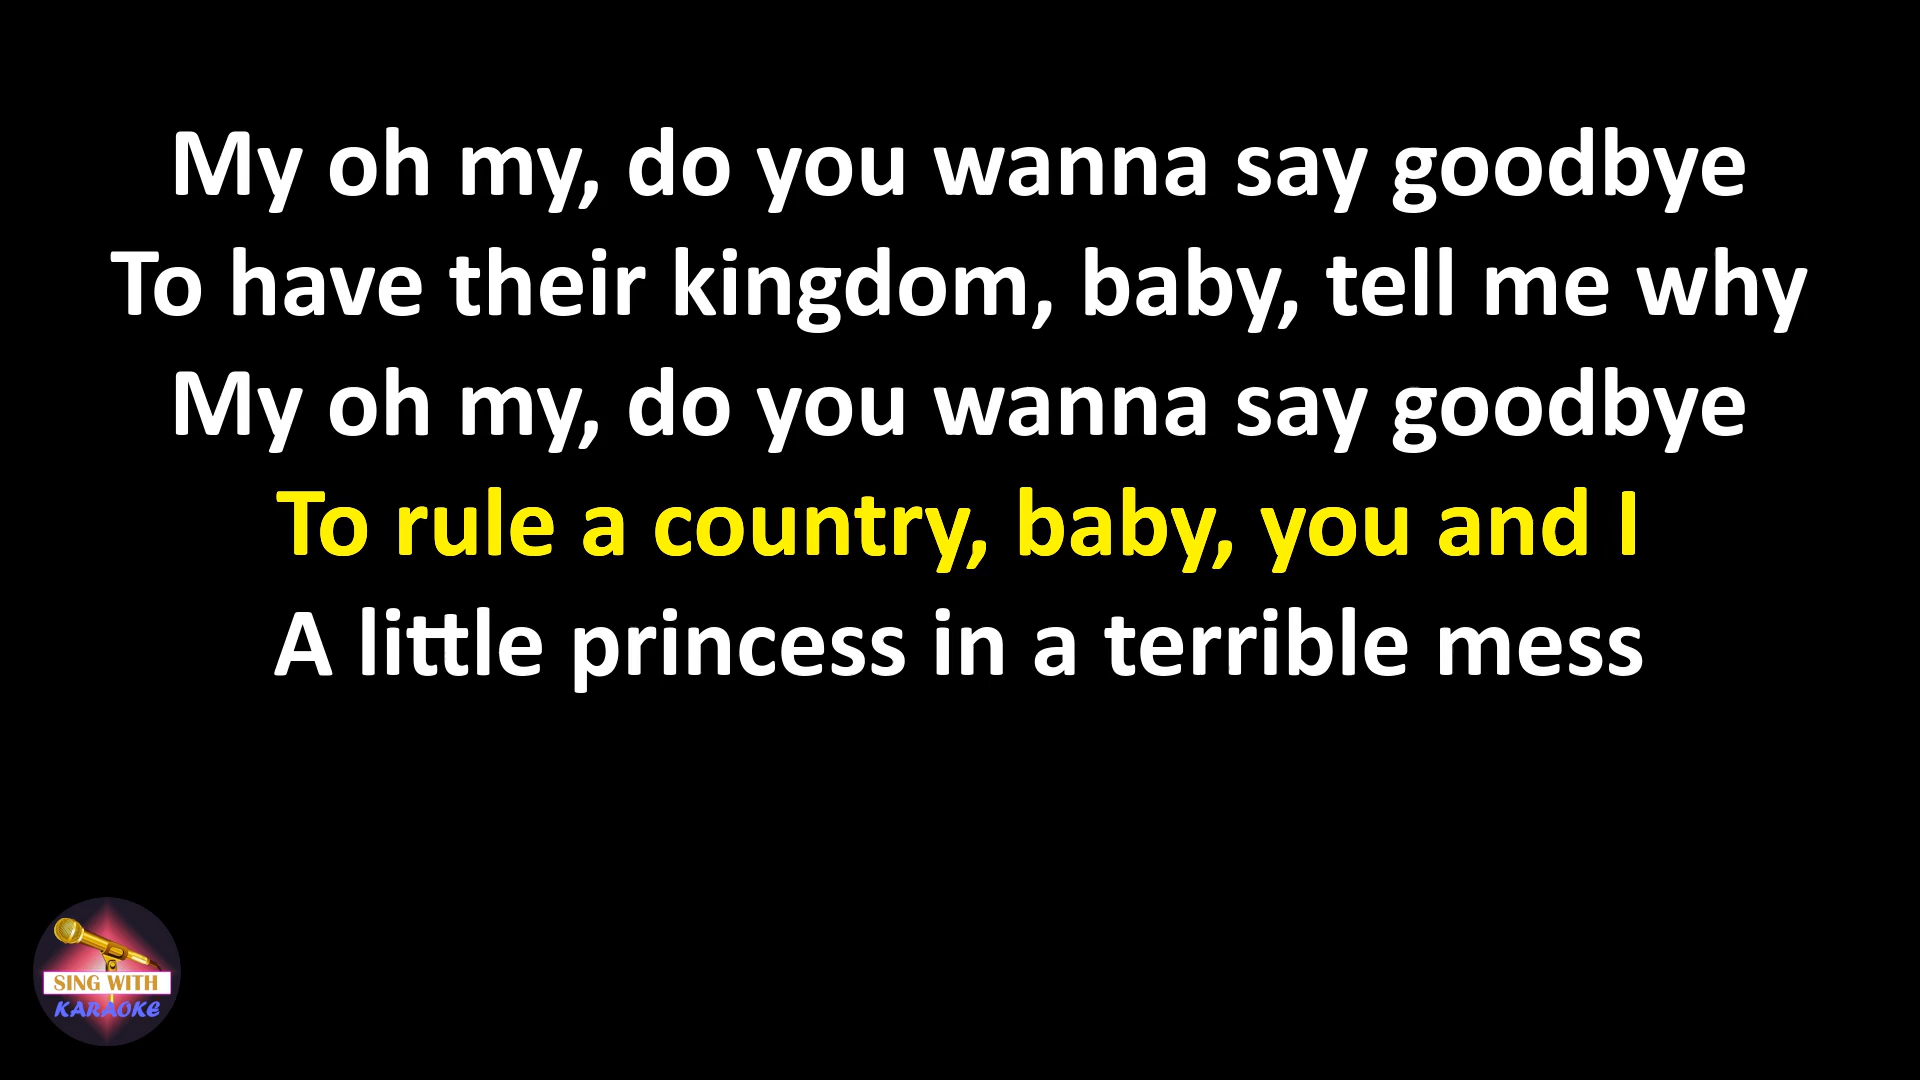 My oh my, do you wanna say goodbye
To have their kingdom, baby, tell me why
My oh my, do you wanna say goodbye
To rule a country, baby, you and I
A little princess in a terrible mess
SING WITH
KARAOKE